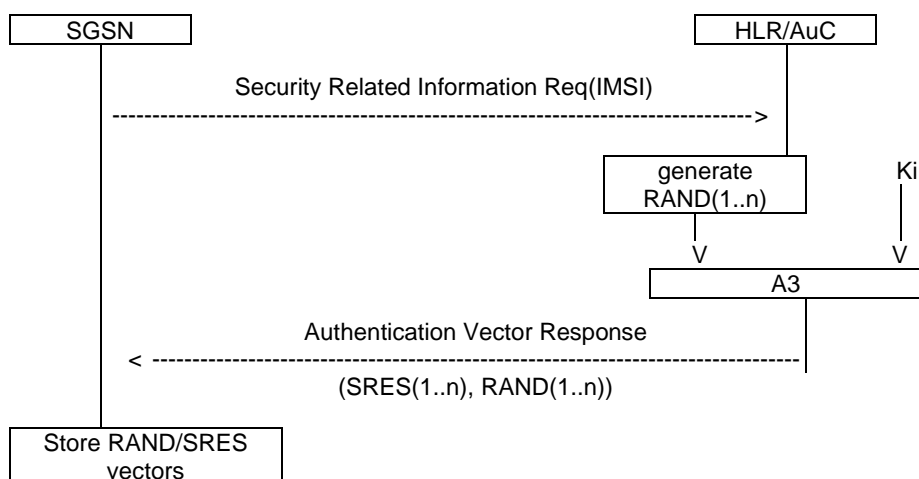 SGSN
HLR/AuC
Security Related Information Req(IMSI)
-------------------------------------------------------------------------------->
generate
RAND(1..n)
Ki
V
V
A3
Authentication Vector Response
< --------------------------------------------------------------------------------
(SRES(1..n), RAND(1..n))
Store RAND/SRES
vectors